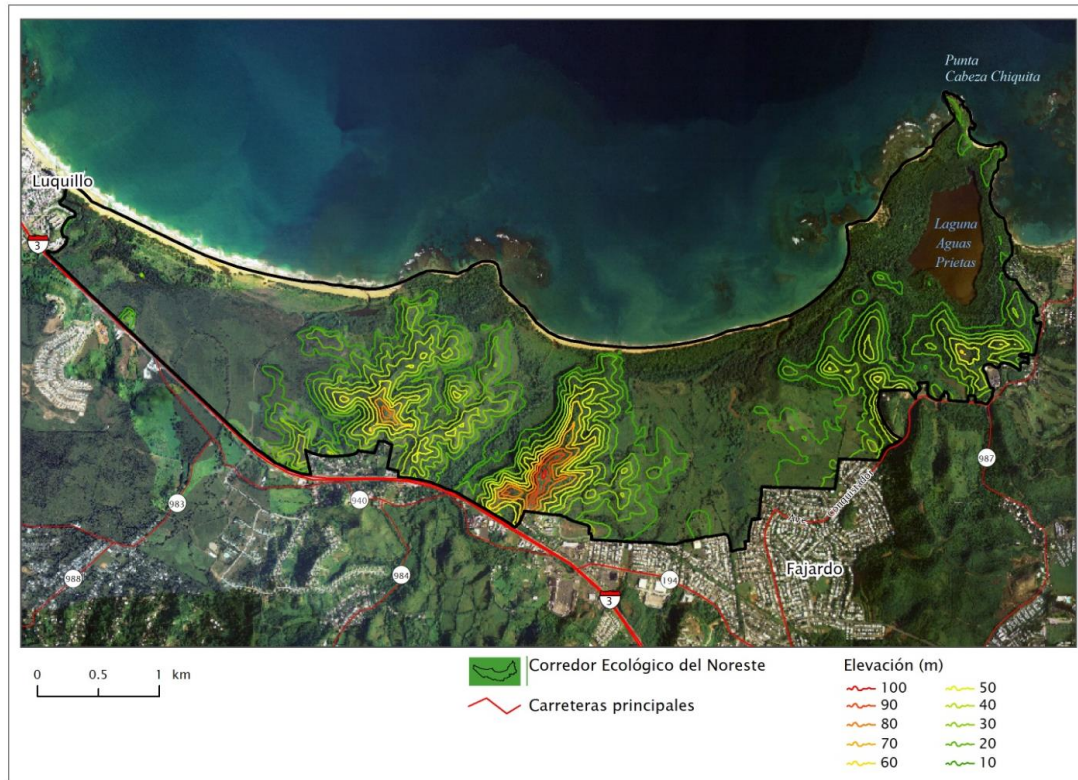 Punta
Cabeza Chiquita
Luquillo
Laguna
Aguas
Prietas
3
983
940
987
988
984
194
Fajardo
3
0 0.5 1 km
Corredor Ecológico del Noreste
Carreteras principales
Elevación (m)
100 50
90 40
80 30
70 20
60 10